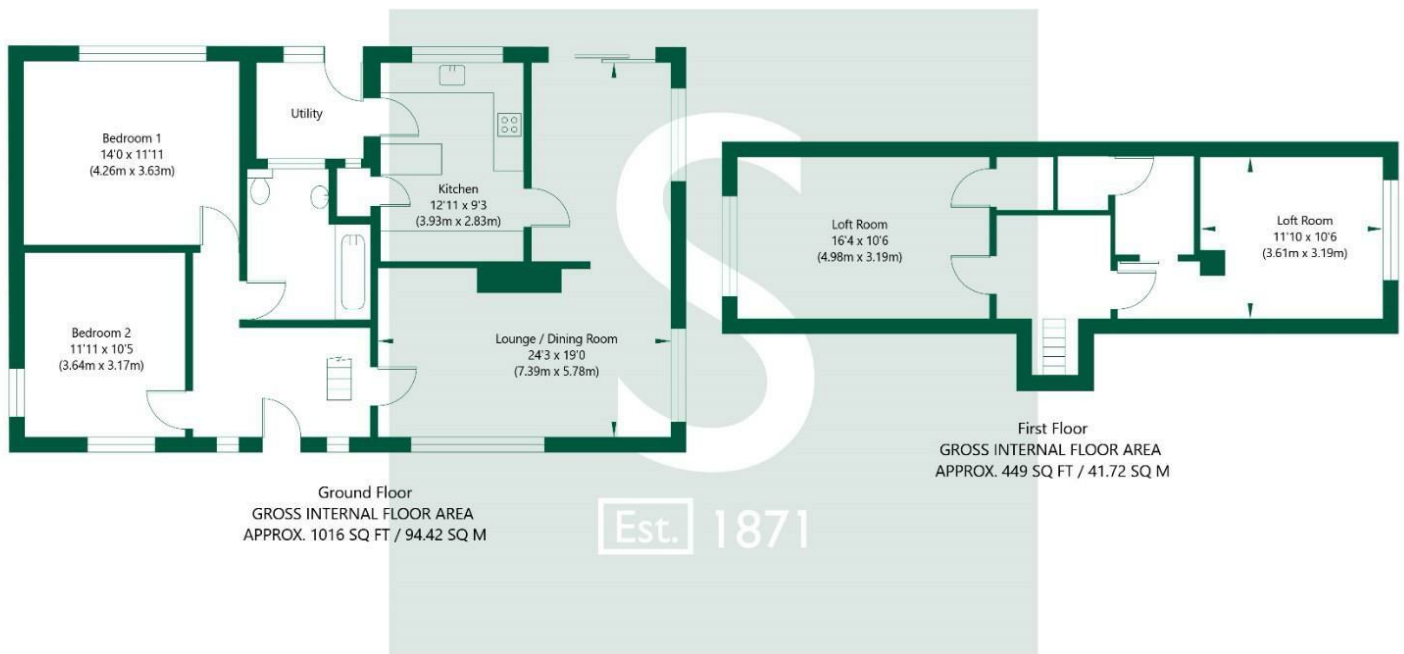 Bedroom 1
14'0 x 11'11
(4.26m x 3.63m)
Utility
Kitchen
12'11 x 9'3
(3.93m x 2.83m)
Bedroom 2
11'11 x 10'5
(3.64m x 3.17m)
Lounge / Dining Room
24'3 x 19'0
(7.39m x 5.78m)
Ground Floor
GROSS INTERNAL FLOOR AREA
APPROX. 1016 SQ FT / 94.42 SQ M
Loft Room
16'4 x 10'6
(4.98m x 3.19m)
Loft Room
11'10 x 10'6
(3.61m x 3.19m)
First Floor
GROSS INTERNAL FLOOR AREA
APPROX. 449 SQ FT / 41.72 SQ M
S
Est. 1871